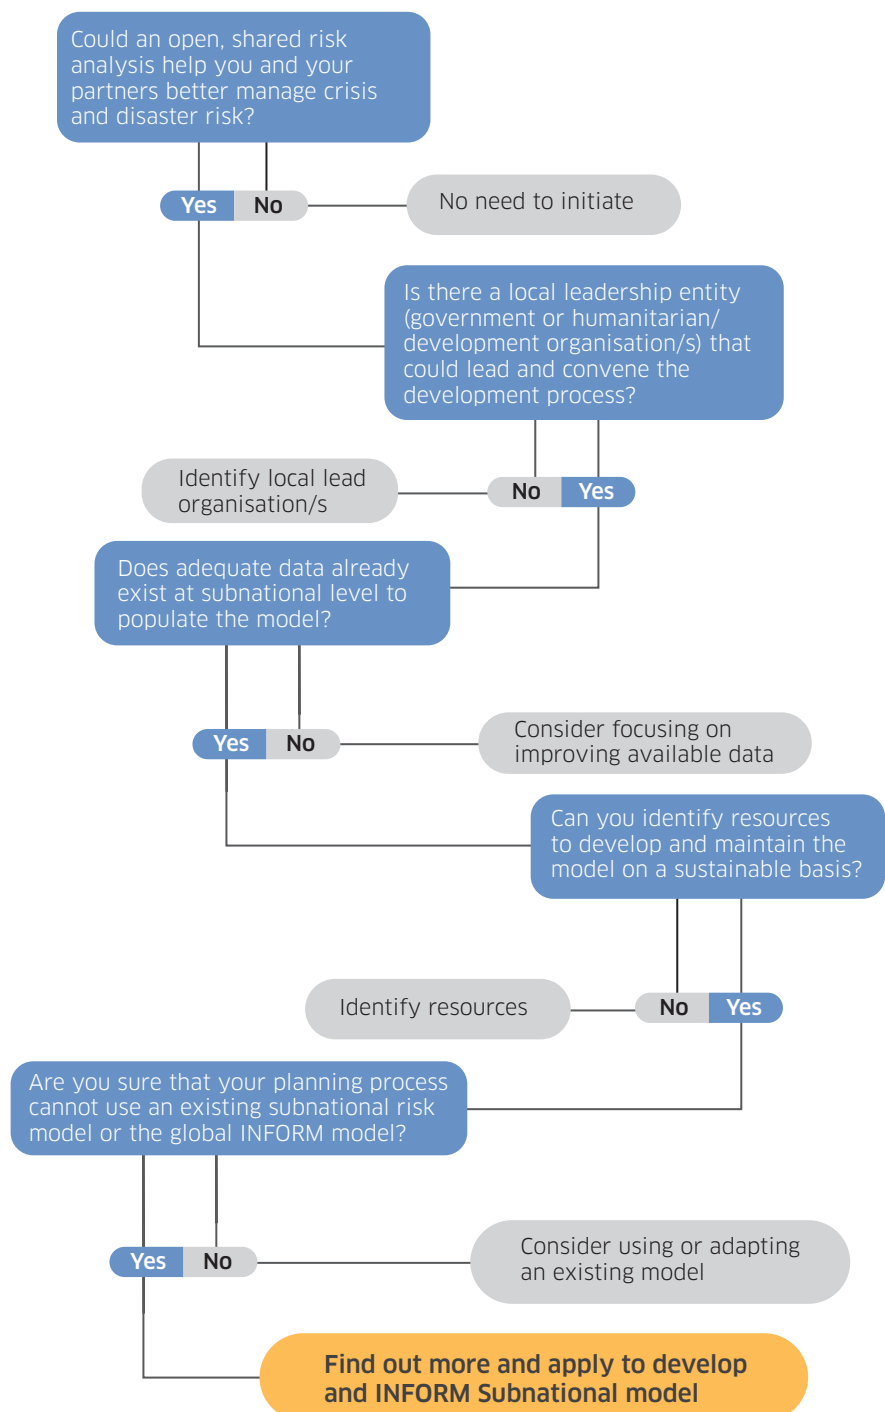 Could an open, shared risk
analysis help you and your
partners better manage crisis
and disaster risk?
Yes No
No need to initiate
Is there a local leadership entity
(government or humanitarian/
development organisation/s) that
could lead and convene the
development process?
No Yes
Identify local lead
organisation/s
Does adequate data already
exist at subnational level to
populate the model?
Yes No
Consider focusing on
improving available data
Can you identify resources
to develop and maintain the
model on a sustainable basis?
No Yes
Identify resources
Are you sure that your planning process
cannot use an existing subnational risk
model or the global INFORM model?
Yes No
Consider using or adapting
an existing model
Find out more and apply to develop
and INFORM Subnational model